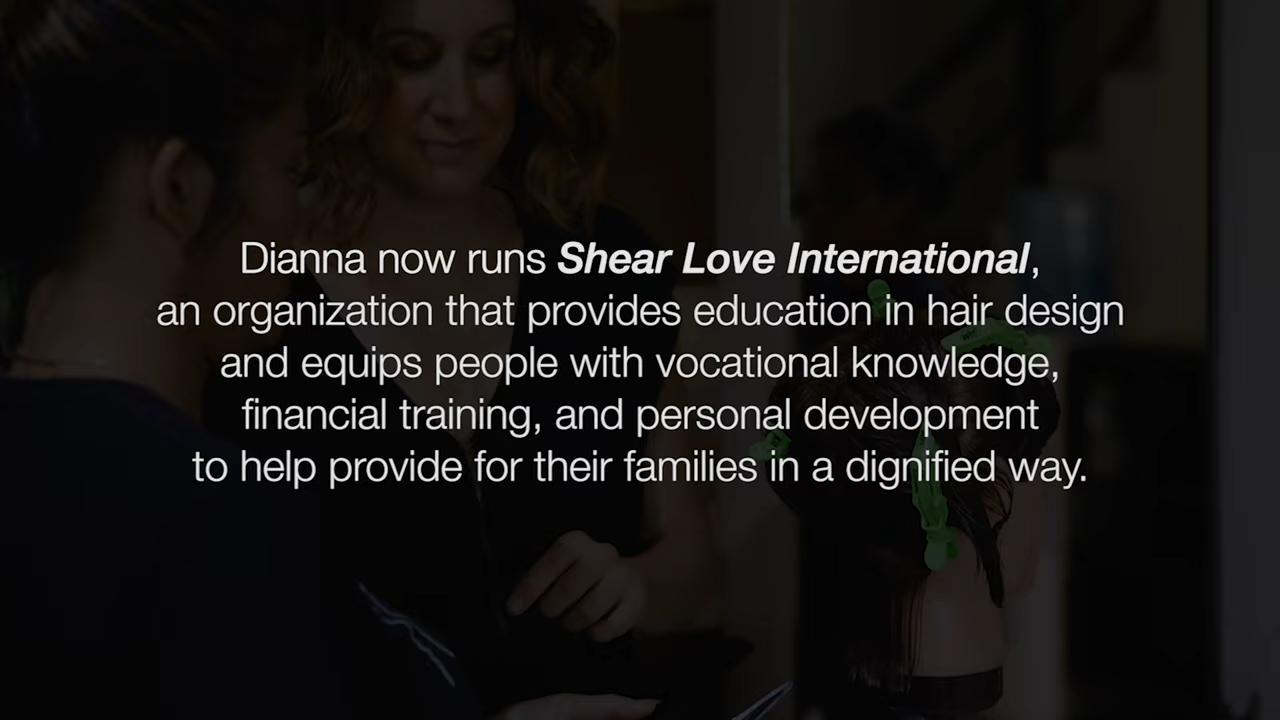 Dianna now runs Shear Love International,
an organization that provides education in hair design
and equips people with vocational knowledge,
financial training, and personal development
to help provide for their families in a dignified way.